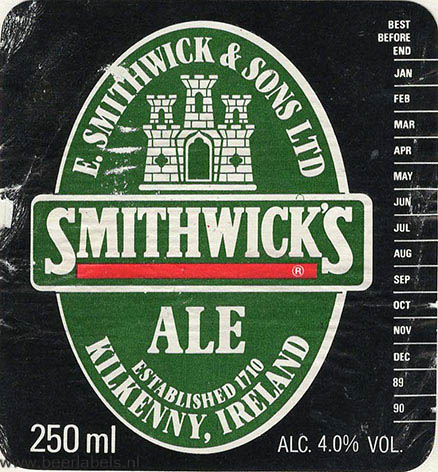 E. SMITHWICK & SONS LTD
SMITHWICK'S
®
ALE
ESTABLISHED 1710
KILKENNY, IRELAND
250 ml
ALC. 4.0% VOL.
BEST
BEFORE
END
JAN
FEB
MAR
APR
MAY
JUN
JUL
AUG
SEP
OCT
NOV
DEC
89
90
www.beerlabels.nl